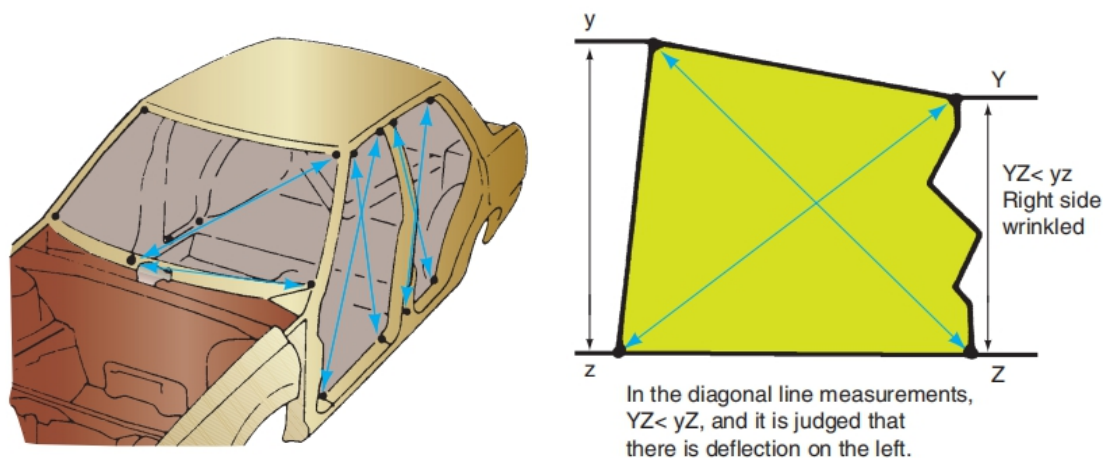 y
Y
YZ< yz
Right side
wrinkled
z
Z
In the diagonal line measurements,
YZ< yZ, and it is judged that
there is deflection on the left.